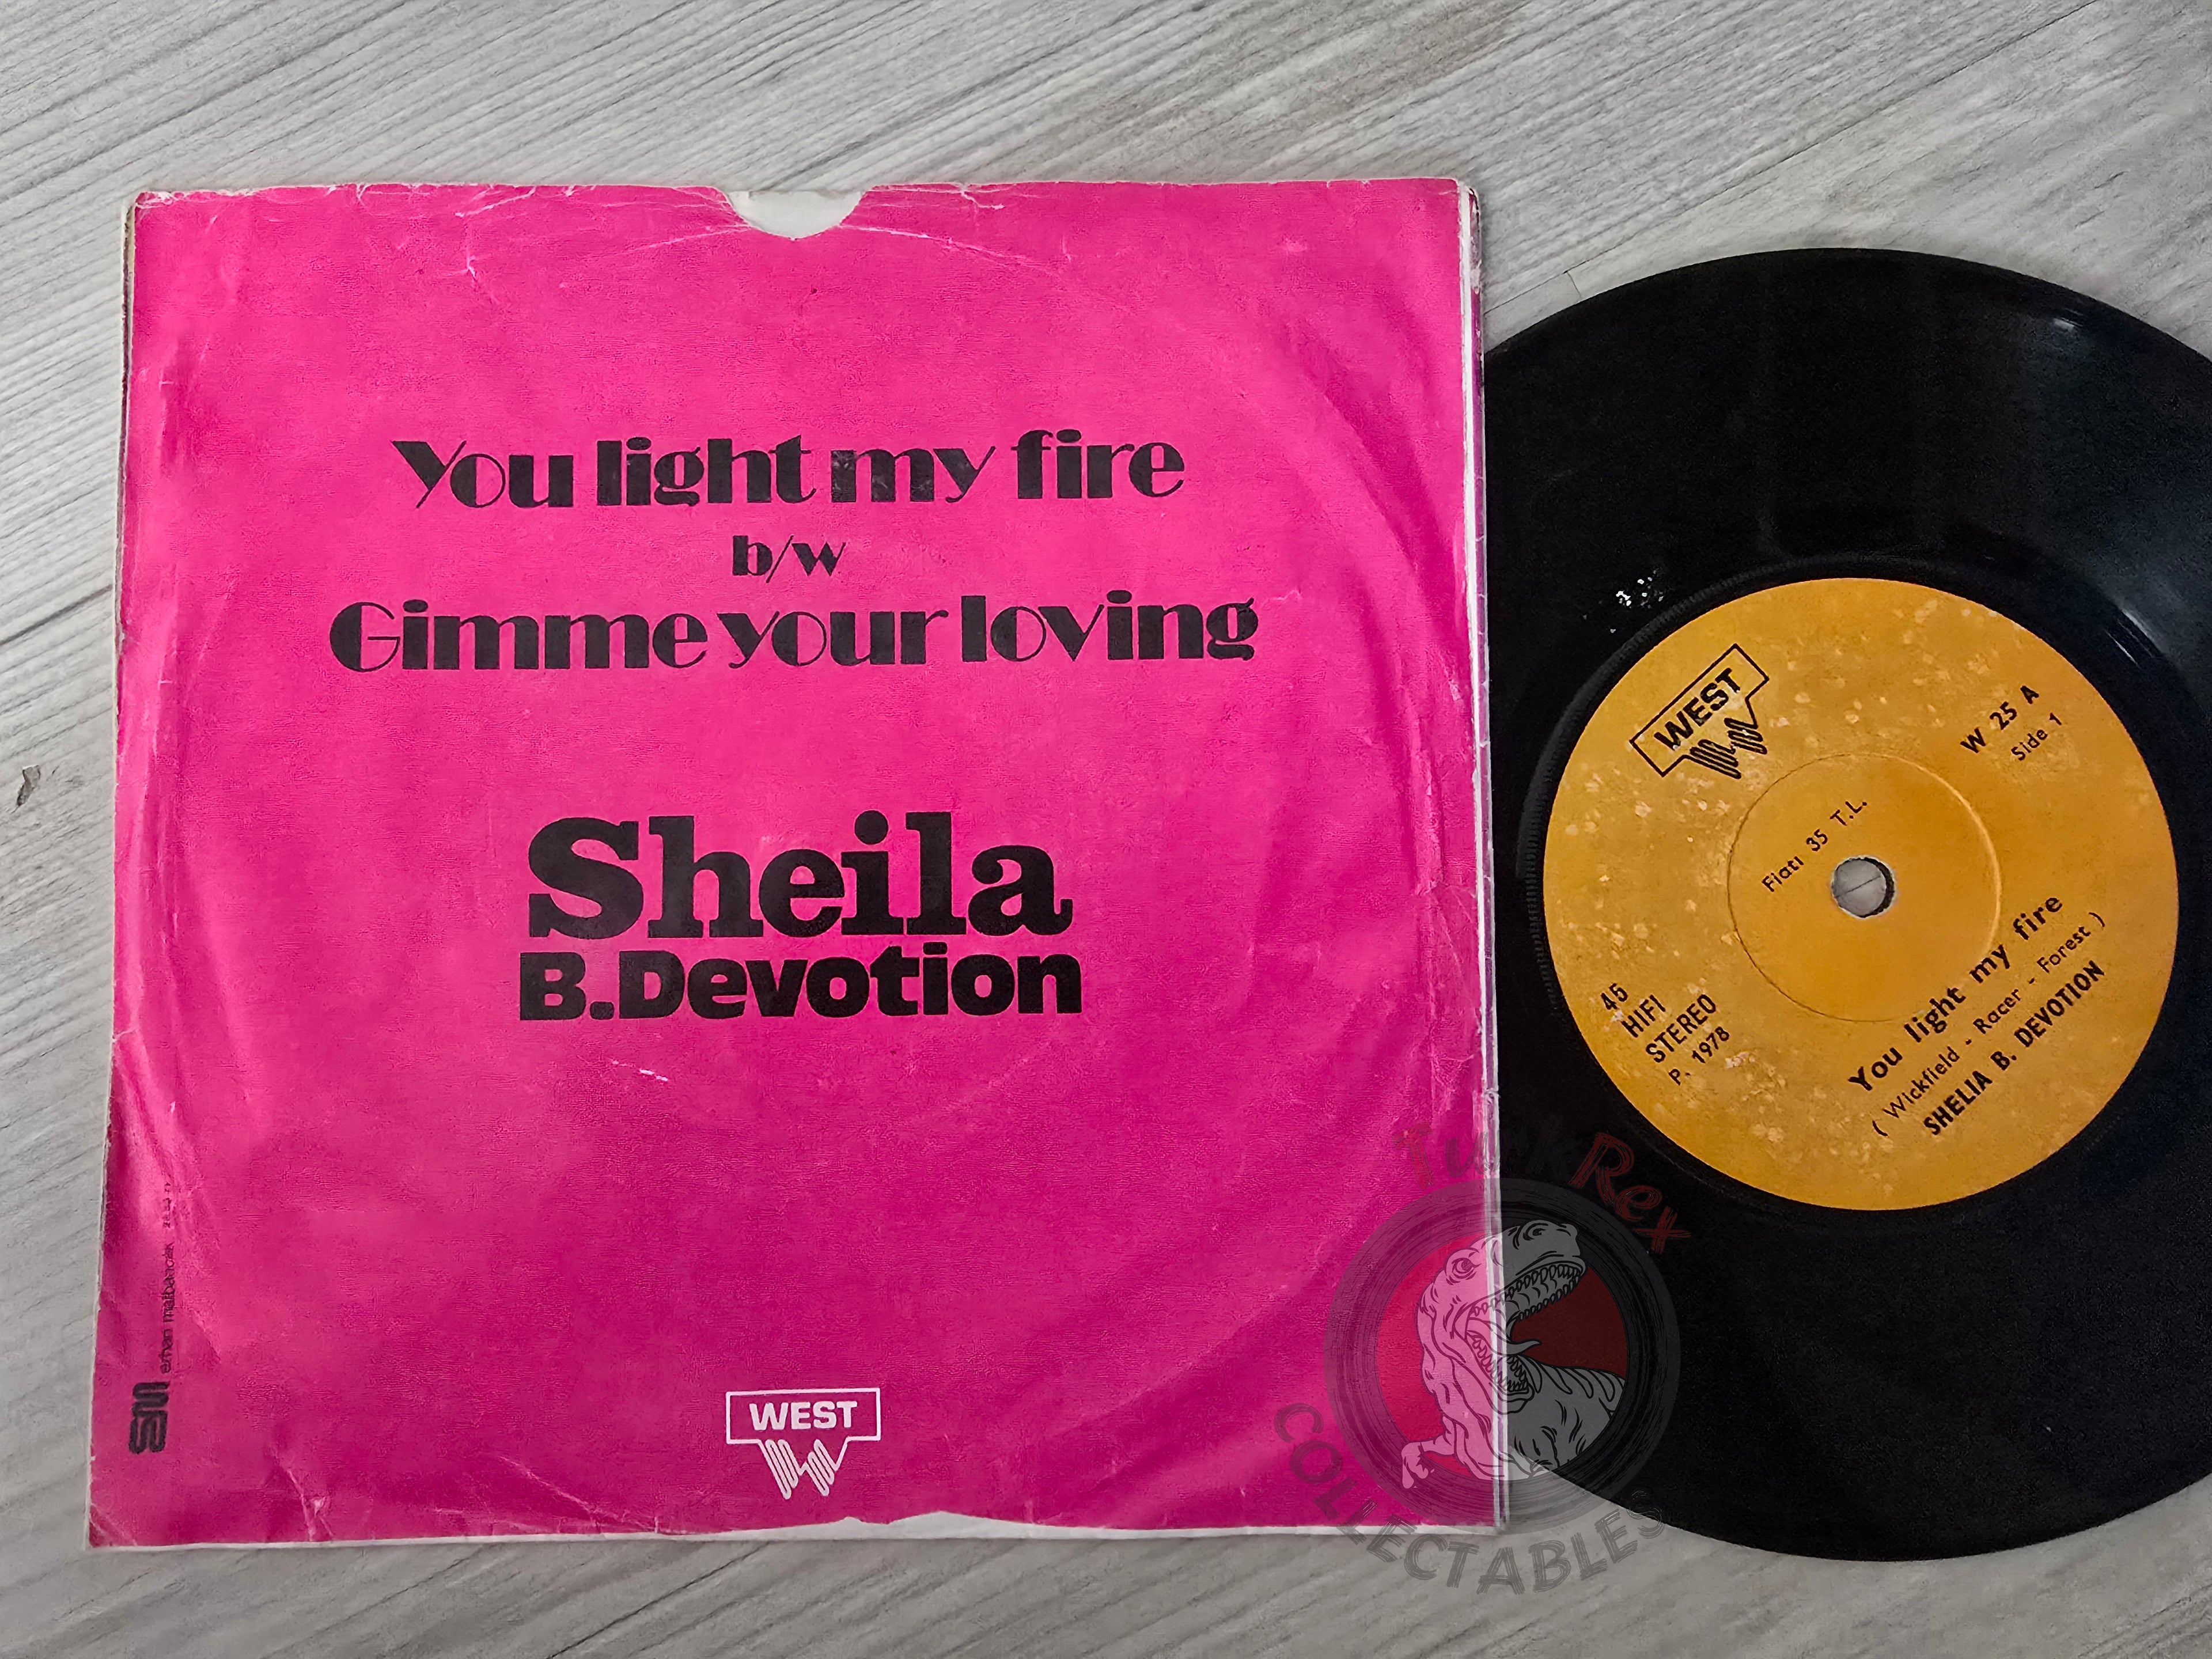 You light my fire
b/w
Gimme your loving
Sheila
B.Devotion
WEST
WEST
W 25 A
Side 1
Fiatı 35 T.L.
45
HIFI
STEREO
P. 1978
You light my fire
( Wickfield - Racer - Forest )
SHELIA B. DEVOTION
TurkRex
COLLECTABLES